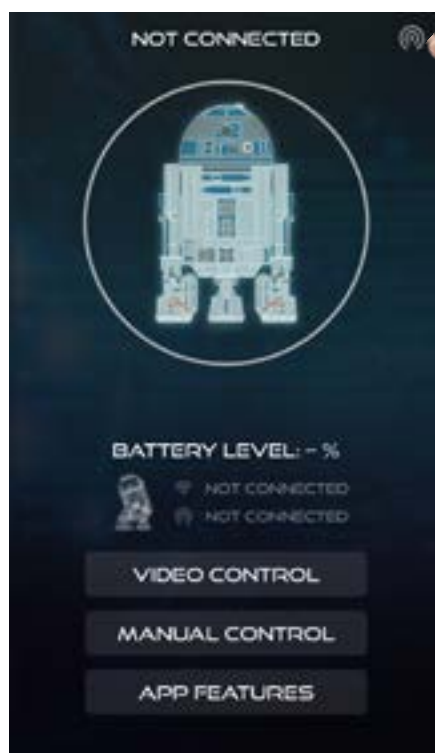 NOT CONNECTED
BATTERY LEVEL: - %
NOT CONNECTED
NOT CONNECTED
VIDEO CONTROL
MANUAL CONTROL
APP FEATURES